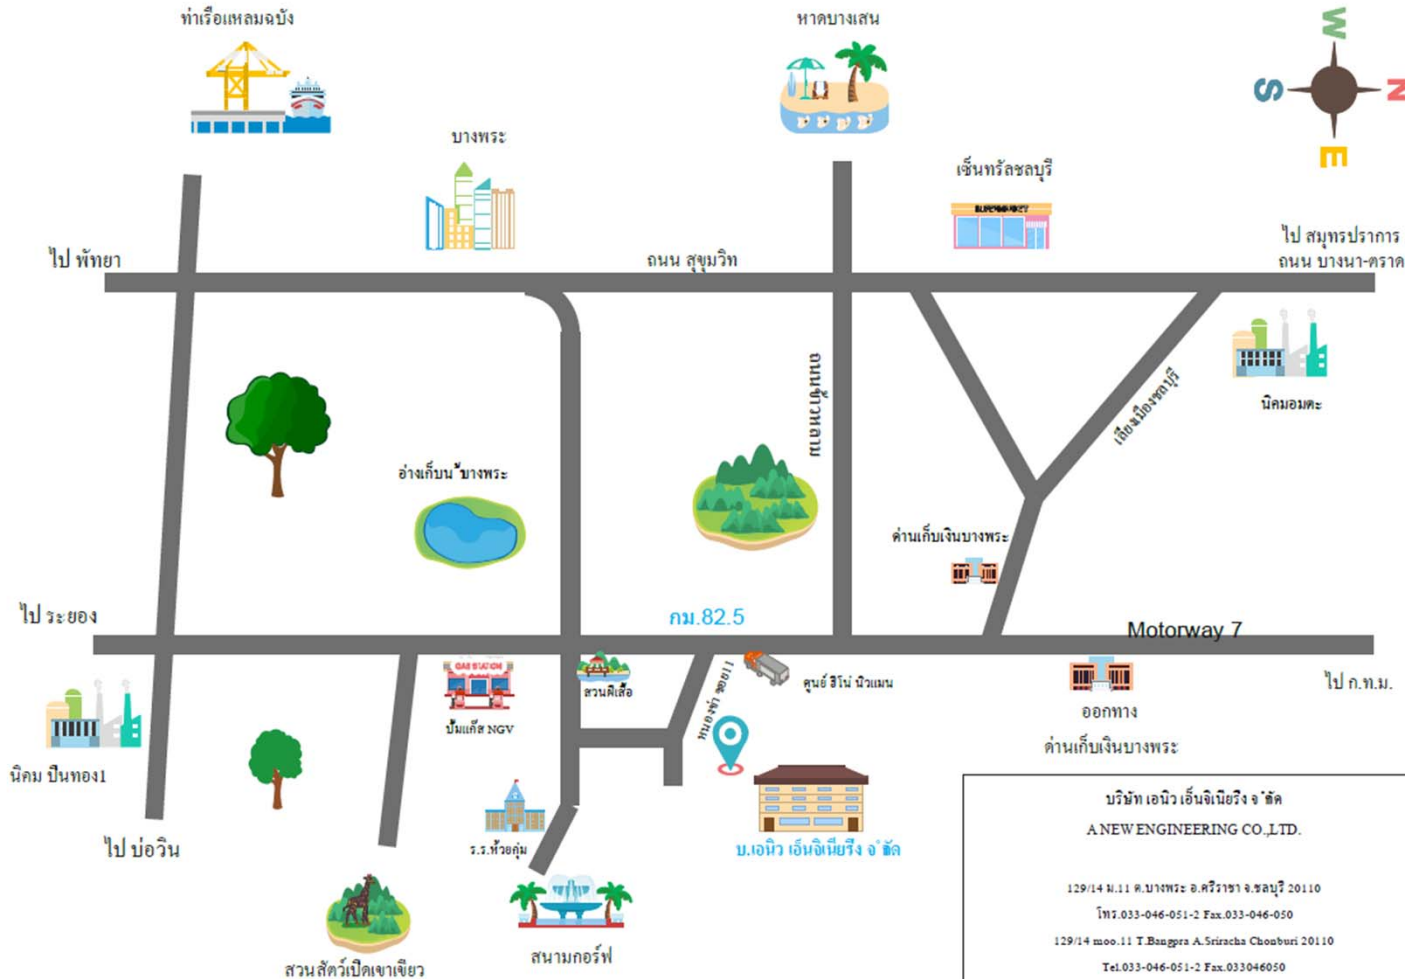 ท่าเรือแหลมฉบัง
หาดบางเสน
W
N
S
E
บางพระ
เซ็นทรัลชลบุรี
SUPERMARKET
ไป พัทยา
ถนน สุขุมวิท
ไป สมุทรปราการ
ถนน บางนา-ตราด
ถนนข้าวหลาม
เลี่ยงเมืองชลบุรี
นิคมอมตะ
อ่างเก็บน ้ำบางพระ
ด่านเก็บเงินบางพระ
ไป ระยอง
กม.82.5
Motorway 7
GAS STATION
สวนผีเสื้อ
หนองข่า ซอย11
ศูนย์ ฮีโน่ นิวแมน
ไป ก.ท.ม.
ปั๊มแก๊ส NGV
ออกทาง
ด่านเก็บเงินบางพระ
นิคม ปิ่นทอง1
ไป บ่อวิน
ร.ร.ห้วยกุ่ม
บ.เอนิว เอ็นจิเนียริ่ง จ ำกัด
สวนสัตว์เปิดเขาเขียว
สนามกอร์ฟ
บริษัท เอนิว เอ็นจิเนียริ่ง จ ำกัด
A NEW ENGINEERING CO.,LTD.
129/14 ม.11 ต.บางพระ อ.ศรีราชา จ.ชลบุรี 20110
โทร.033-046-051-2 Fax.033-046-050
129/14 moo.11 T.Bangpra A.Sriracha Chonburi 20110
Tel.033-046-051-2 Fax.033046050